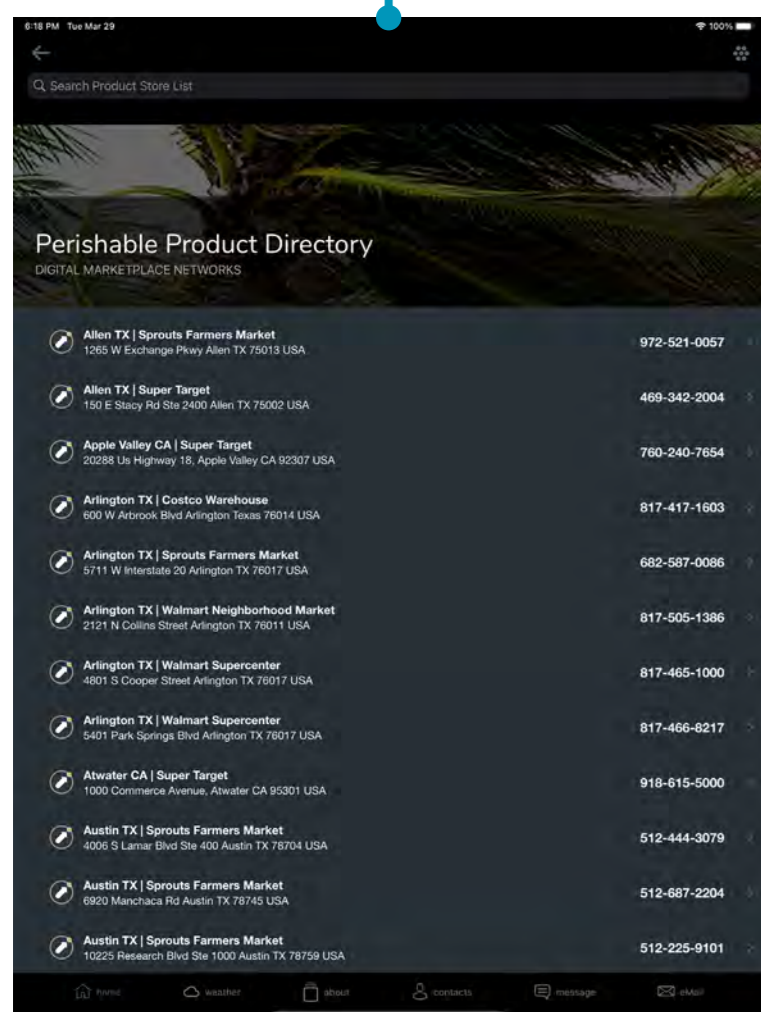 6:18 PM Tue Mar 29
100%
Search Product Store List
Perishable Product Directory
DIGITAL MARKETPLACE NETWORKS
Allen TX | Sprouts Farmers Market
1265 W Exchange Pkwy Allen TX 75013 USA
972-521-0057
Allen TX | Super Target
150 E Stacy Rd Ste 2400 Allen TX 75002 USA
469-342-2004
Apple Valley CA | Super Target
20288 Us Highway 18, Apple Valley CA 92307 USA
760-240-7654
Arlington TX | Costco Warehouse
600 W Arbrook Blvd Arlington Texas 76014 USA
817-417-1603
Arlington TX | Sprouts Farmers Market
5711 W Interstate 20 Arlington TX 76017 USA
682-587-0086
Arlington TX | Walmart Neighborhood Market
2121 N Collins Street Arlington TX 76011 USA
817-505-1386
Arlington TX | Walmart Supercenter
4801 S Cooper Street Arlington TX 76017 USA
817-465-1000
Arlington TX | Walmart Supercenter
5401 Park Springs Blvd Arlington TX 76017 USA
817-466-8217
Atwater CA | Super Target
1000 Commerce Avenue, Atwater CA 95301 USA
918-615-5000
Austin TX | Sprouts Farmers Market
4006 S Lamar Blvd Ste 400 Austin TX 78704 USA
512-444-3079
Austin TX | Sprouts Farmers Market
6920 Manchaca Rd Austin TX 78745 USA
512-687-2204
Austin TX | Sprouts Farmers Market
10225 Research Blvd Ste 1000 Austin TX 78759 USA
512-225-9101
home weather about contacts message eMail